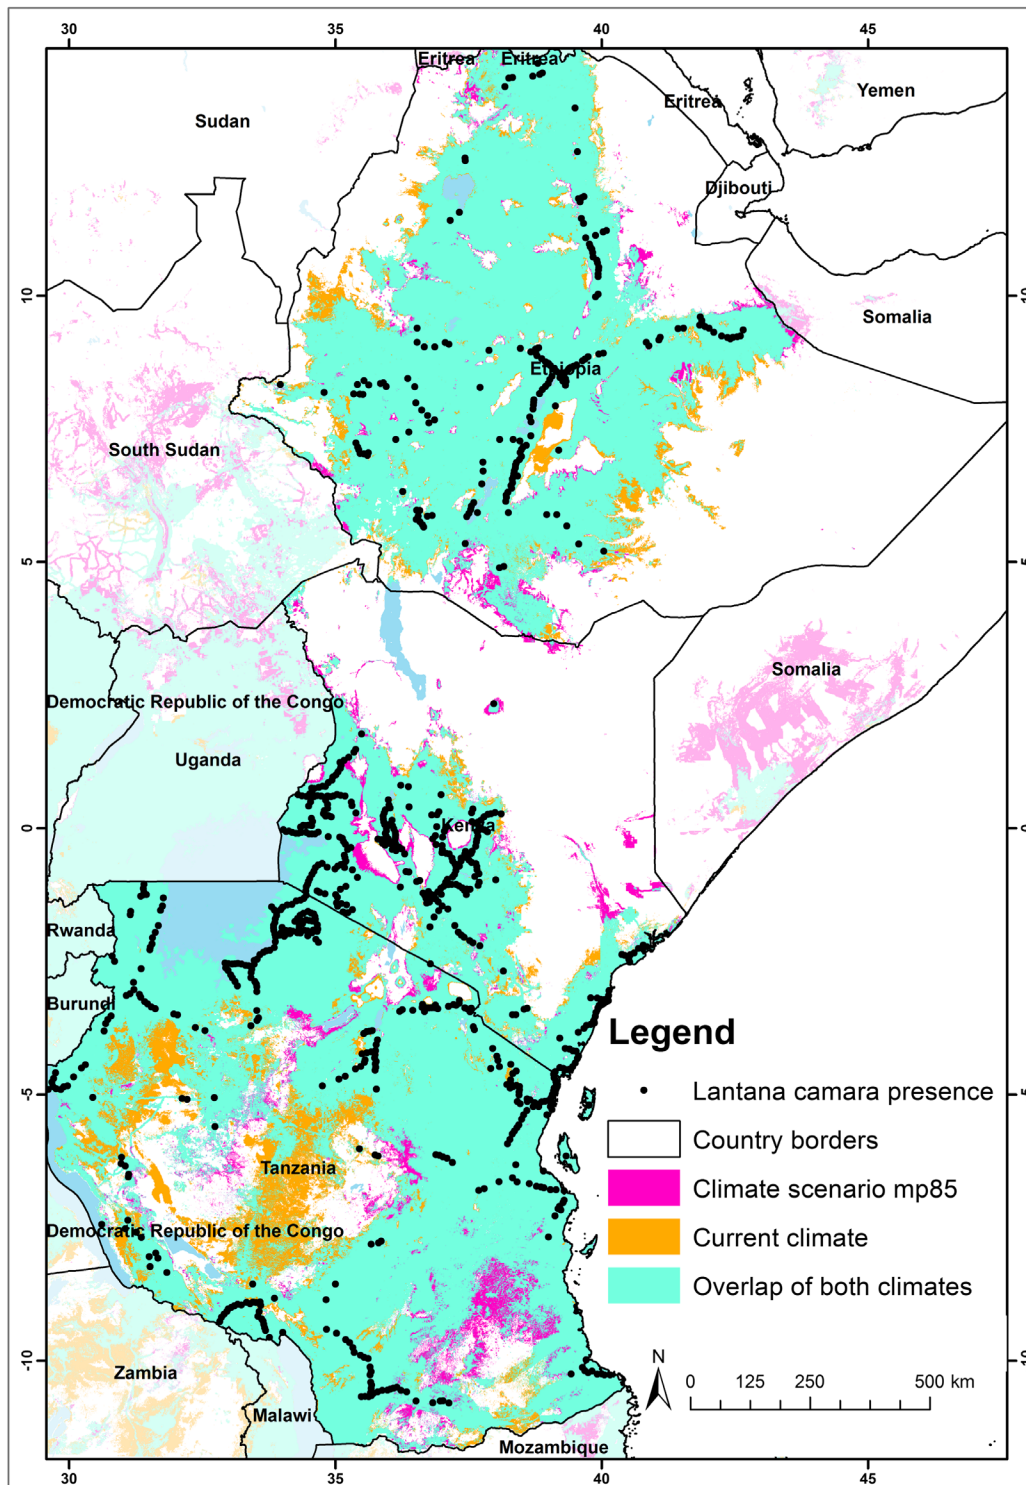 30 35 40 45
Eritrea Eritrea
Yemen
Eritrea
Sudan
Djibouti
10 10
Somalia
Ethiopia
South Sudan
5 5
Somalia
Democratic Republic of the Congo
Uganda
Kenya
0 0
Rwanda
Burundi
Legend
Lantana camara presence
-5 -5
Country borders
Tanzania
Climate scenario mp85
Democratic Republic of the Congo
Current climate
Overlap of both climates
N
-10 -10
Zambia
0 125 250 500 km
Malawi
Mozambique
30 35 40 45